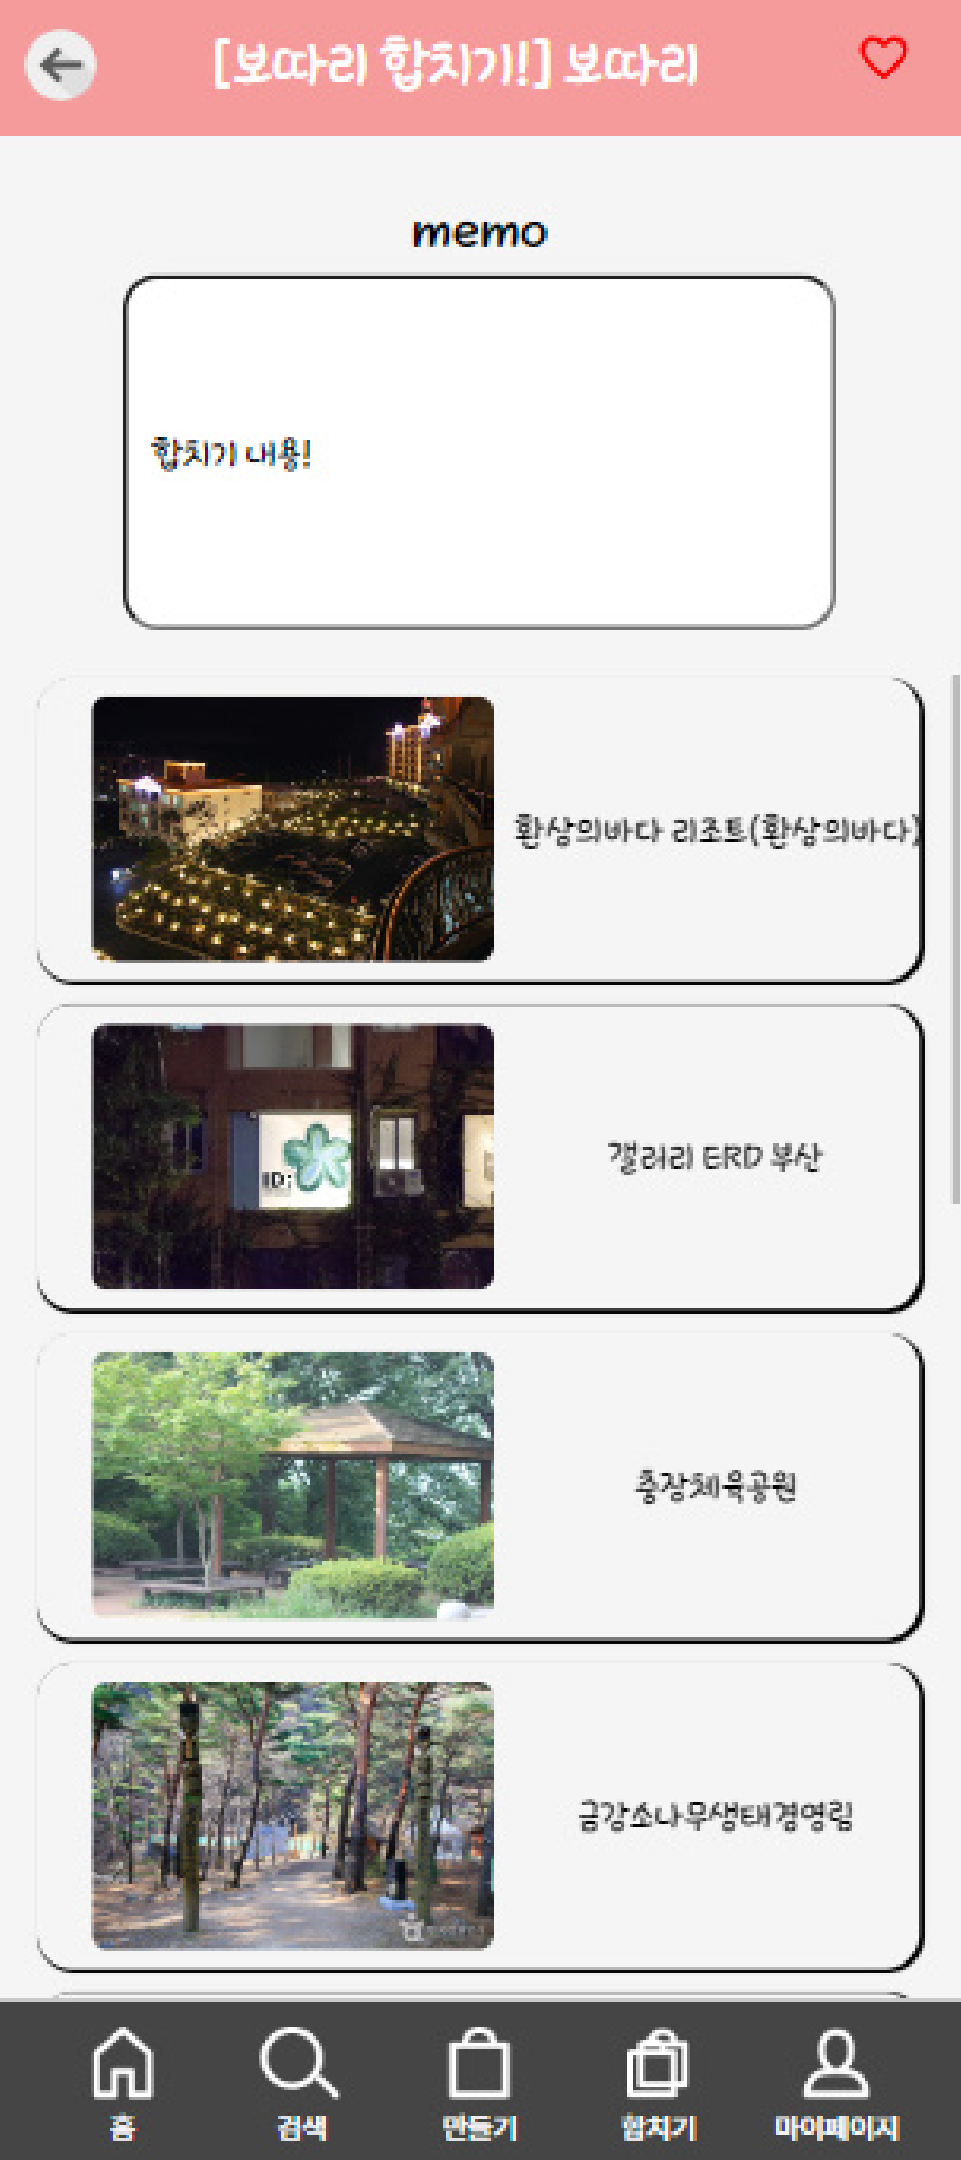 [보따리 합치기!] 보따리
memo
합치기 내용!
환상의바다 리조트(환상의바다)
ID:
갤러리 ERD 부산
충장체육공원
금강소나무생태경영림
홈
검색
만들기
합치기
마이페이지